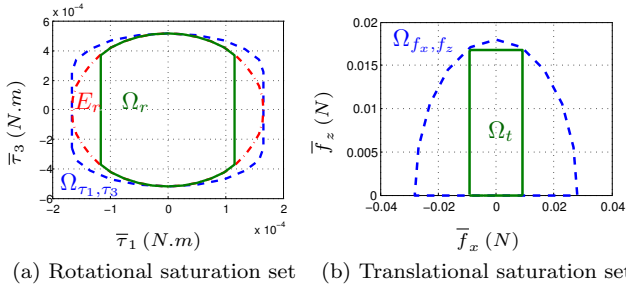 x 10⁻⁴
6
4
2
0
−2
−4
−6
−2 −1 0 1 2
x 10⁻⁴
τ̄₃ (N.m)
τ̄₁ (N.m)
E_r
Ω_r
Ω_τ₁,τ₃
(a) Rotational saturation set
0.02
0.015
0.01
0.005
0
−0.04 −0.02 0 0.02 0.04
f̄_z (N)
f̄_x (N)
Ω_f_x,f_z
Ω_t
(b) Translational saturation set